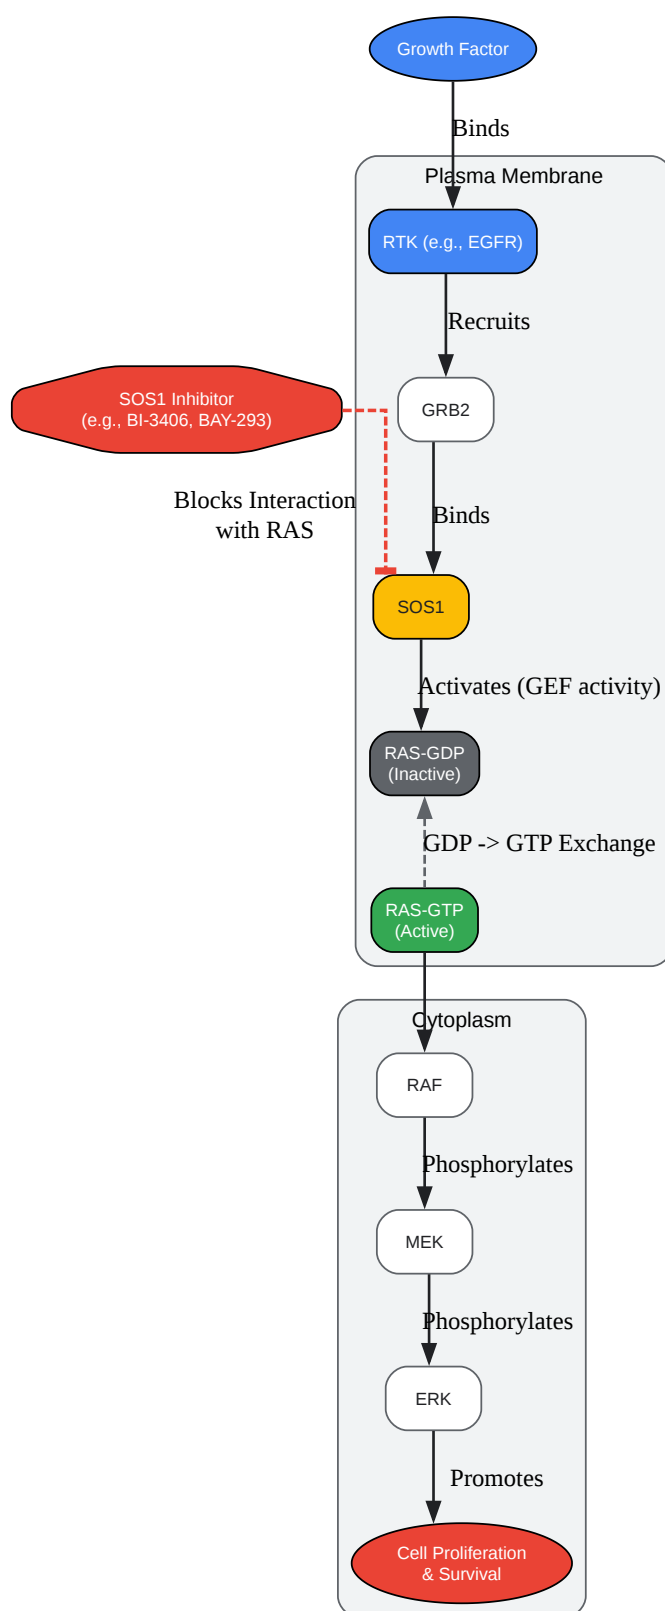 Growth Factor
Binds
Plasma Membrane
RTK (e.g., EGFR)
Recruits
SOS1 Inhibitor
(e.g., BI-3406, BAY-293)
GRB2
Blocks Interaction
with RAS
Binds
SOS1
Activates (GEF activity)
RAS-GDP
(Inactive)
GDP -> GTP Exchange
RAS-GTP
(Active)
Cytoplasm
RAF
Phosphorylates
MEK
Phosphorylates
ERK
Promotes
Cell Proliferation
& Survival